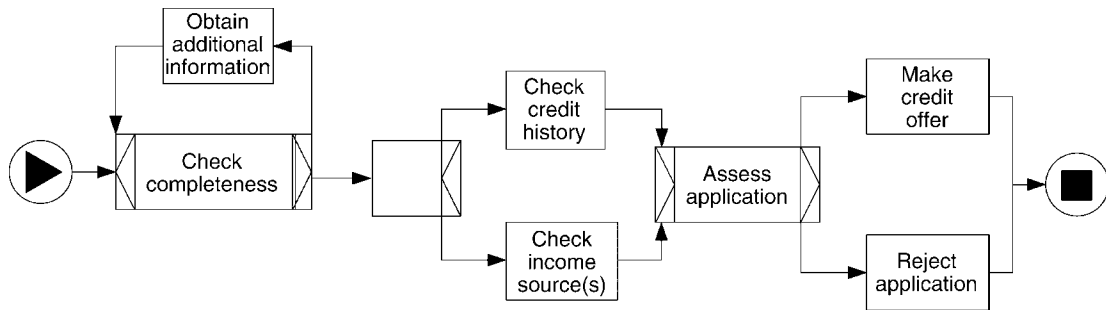 Obtain
additional
information
Check
completeness
Check
credit
history
Check
income
source(s)
Assess
application
Make
credit
offer
Reject
application